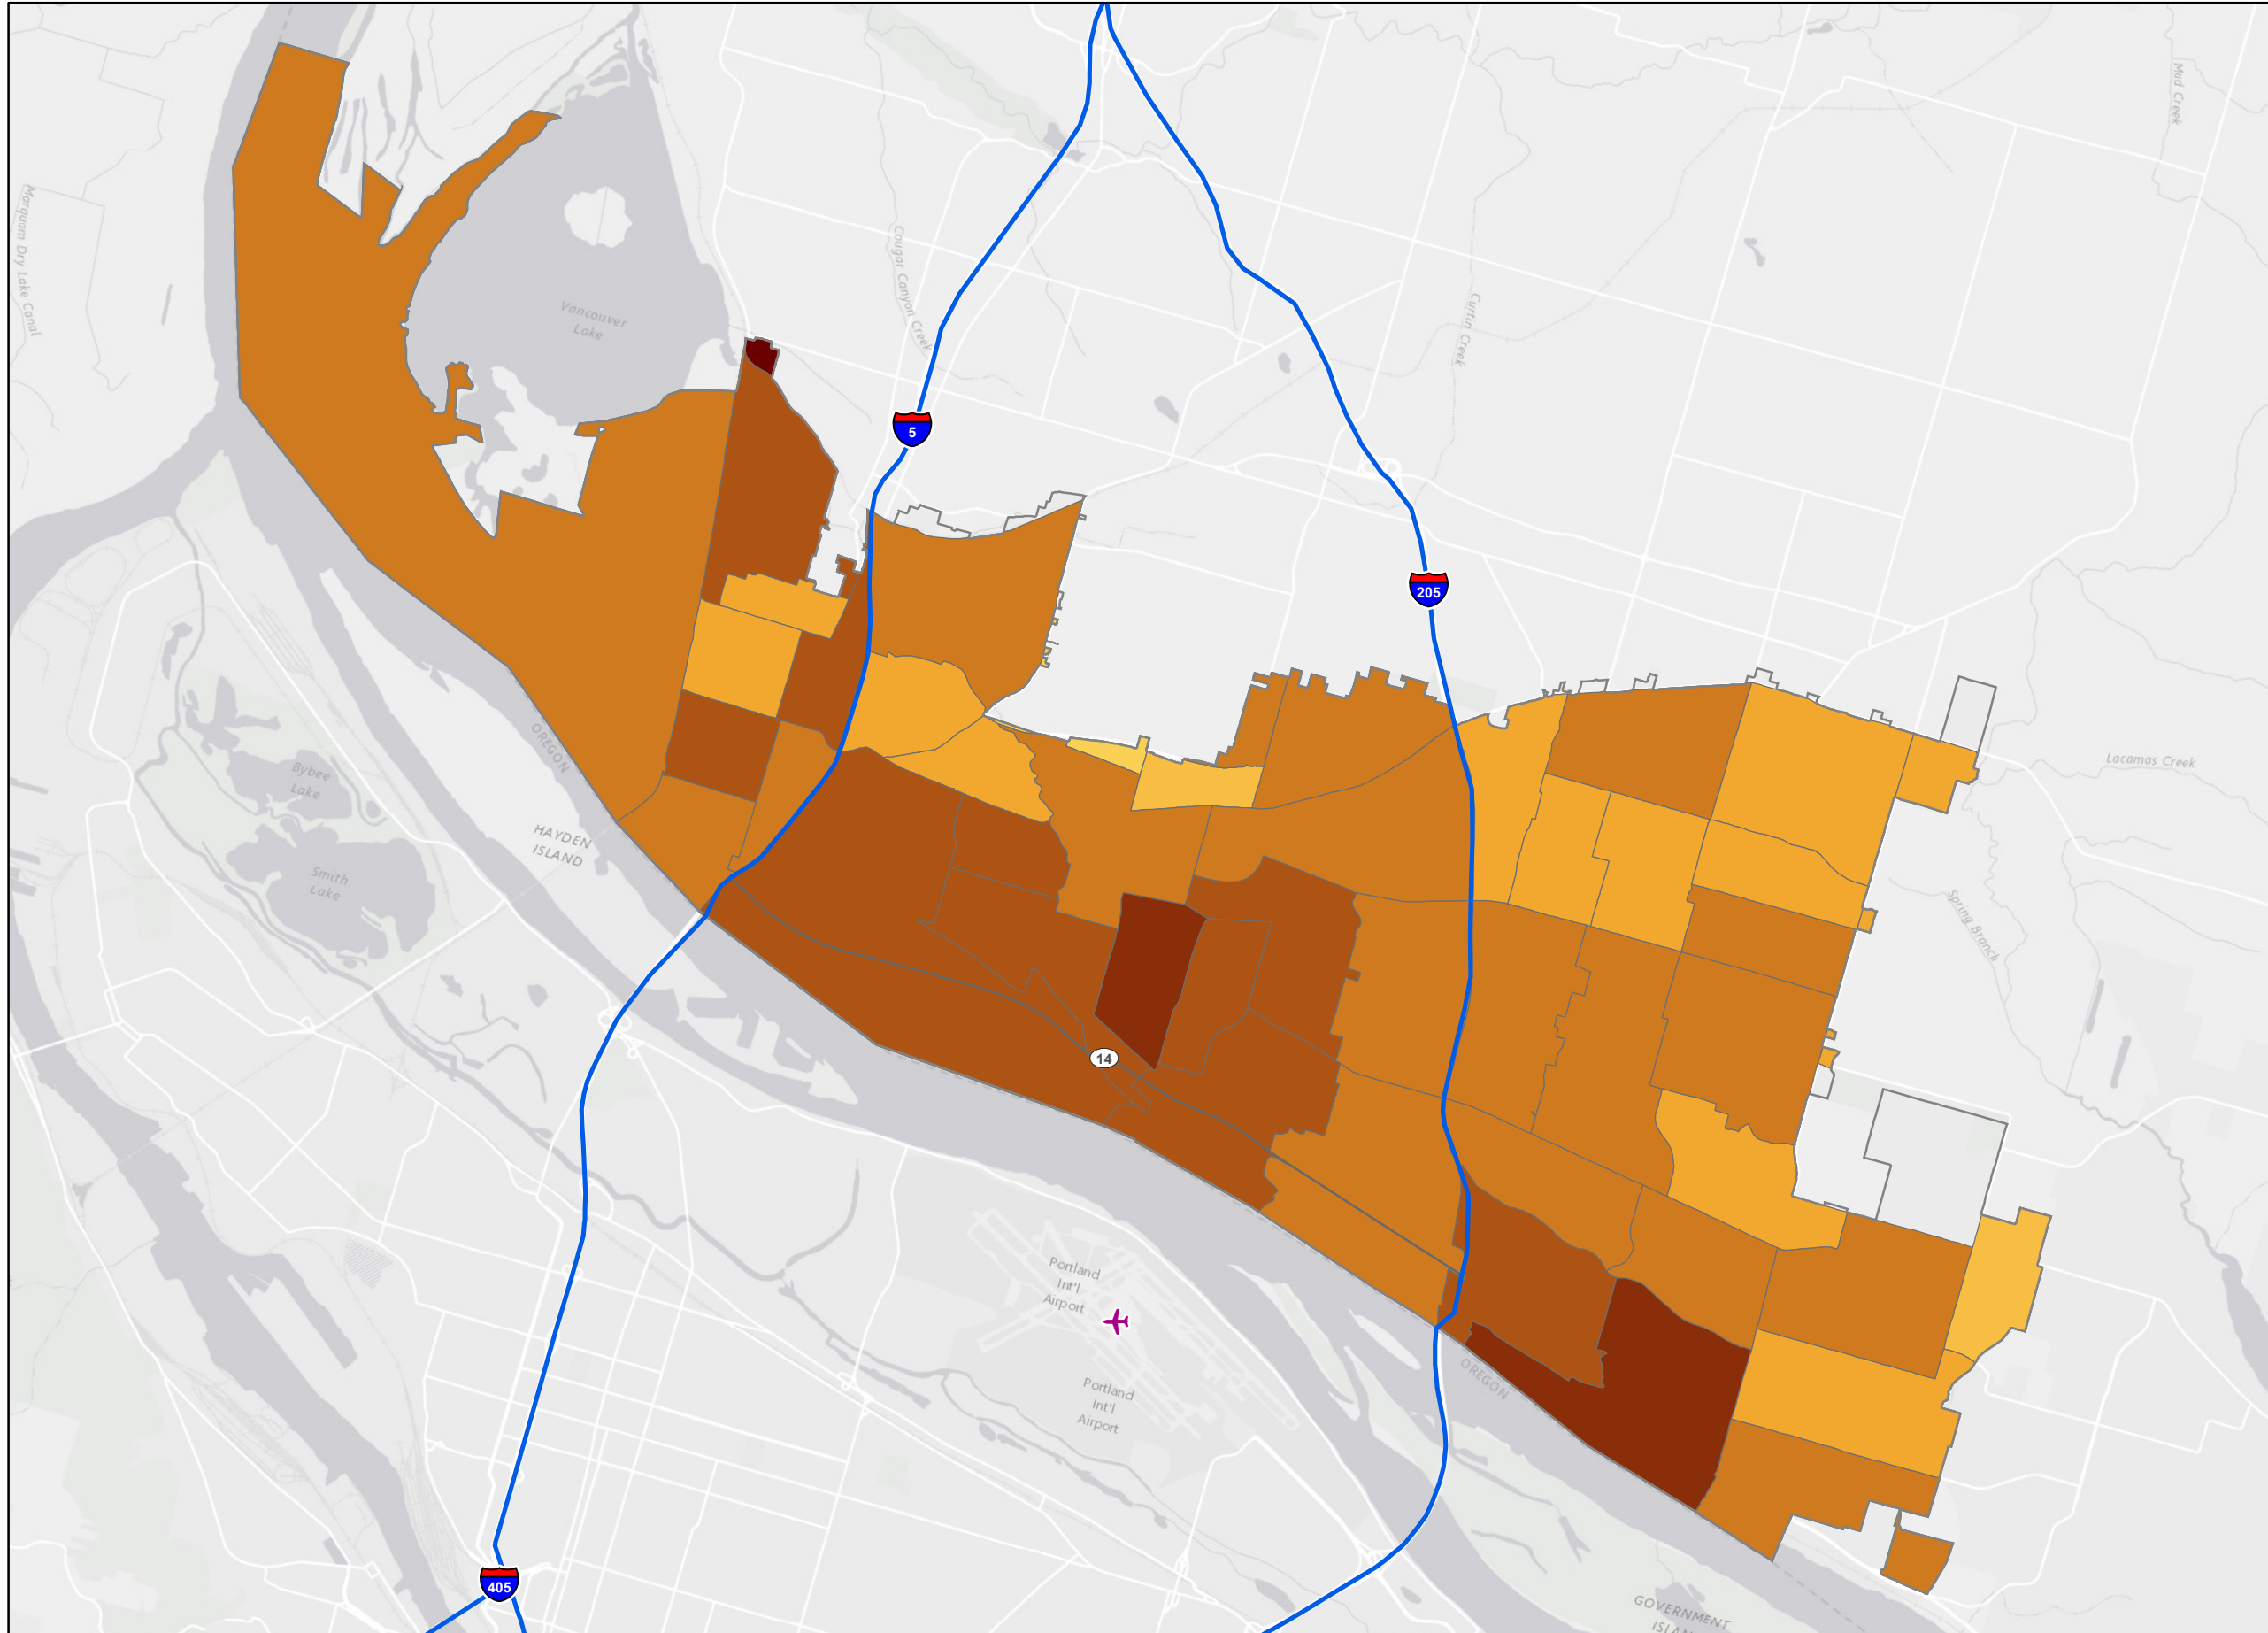 Mud Creek
Marquam Dry Lake Canal
Cougar Canyon Creek
Vancouver
Lake
Curtin Creek
5
205
OREGON
Bybee
Lake
Lacamas Creek
HAYDEN
ISLAND
Smith
Lake
Spring Branch
14
Portland
Int'l
Airport
Portland
Int'l
Airport
OREGON
405
GOVERNMENT
ISLAN